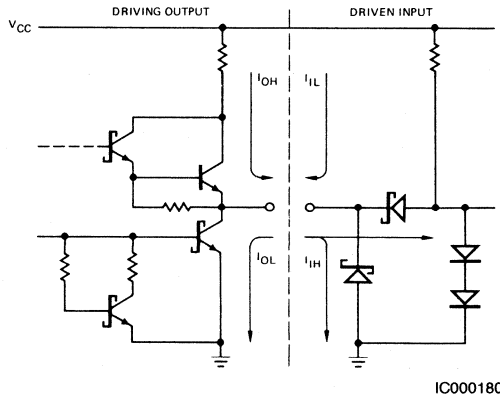 DRIVING OUTPUT
DRIVEN INPUT
VCC
IOH
IIL
IOL
IIH
IC000180